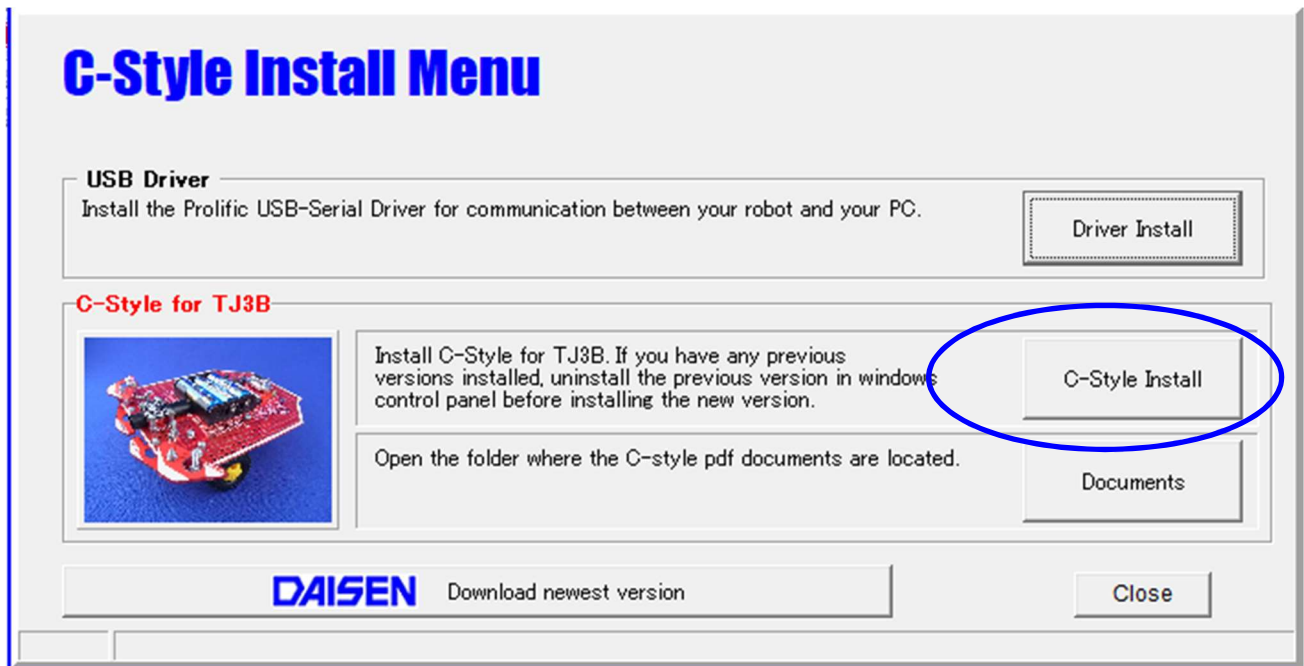 C-Style Install Menu
USB Driver
Install the Prolific USB-Serial Driver for communication between your robot and your PC.
Driver Install
C-Style for TJ3B
Install C-Style for TJ3B. If you have any previous
versions installed, uninstall the previous version in windows
control panel before installing the new version.
C-Style Install
Open the folder where the C-style pdf documents are located.
Documents
DAISEN Download newest version
Close